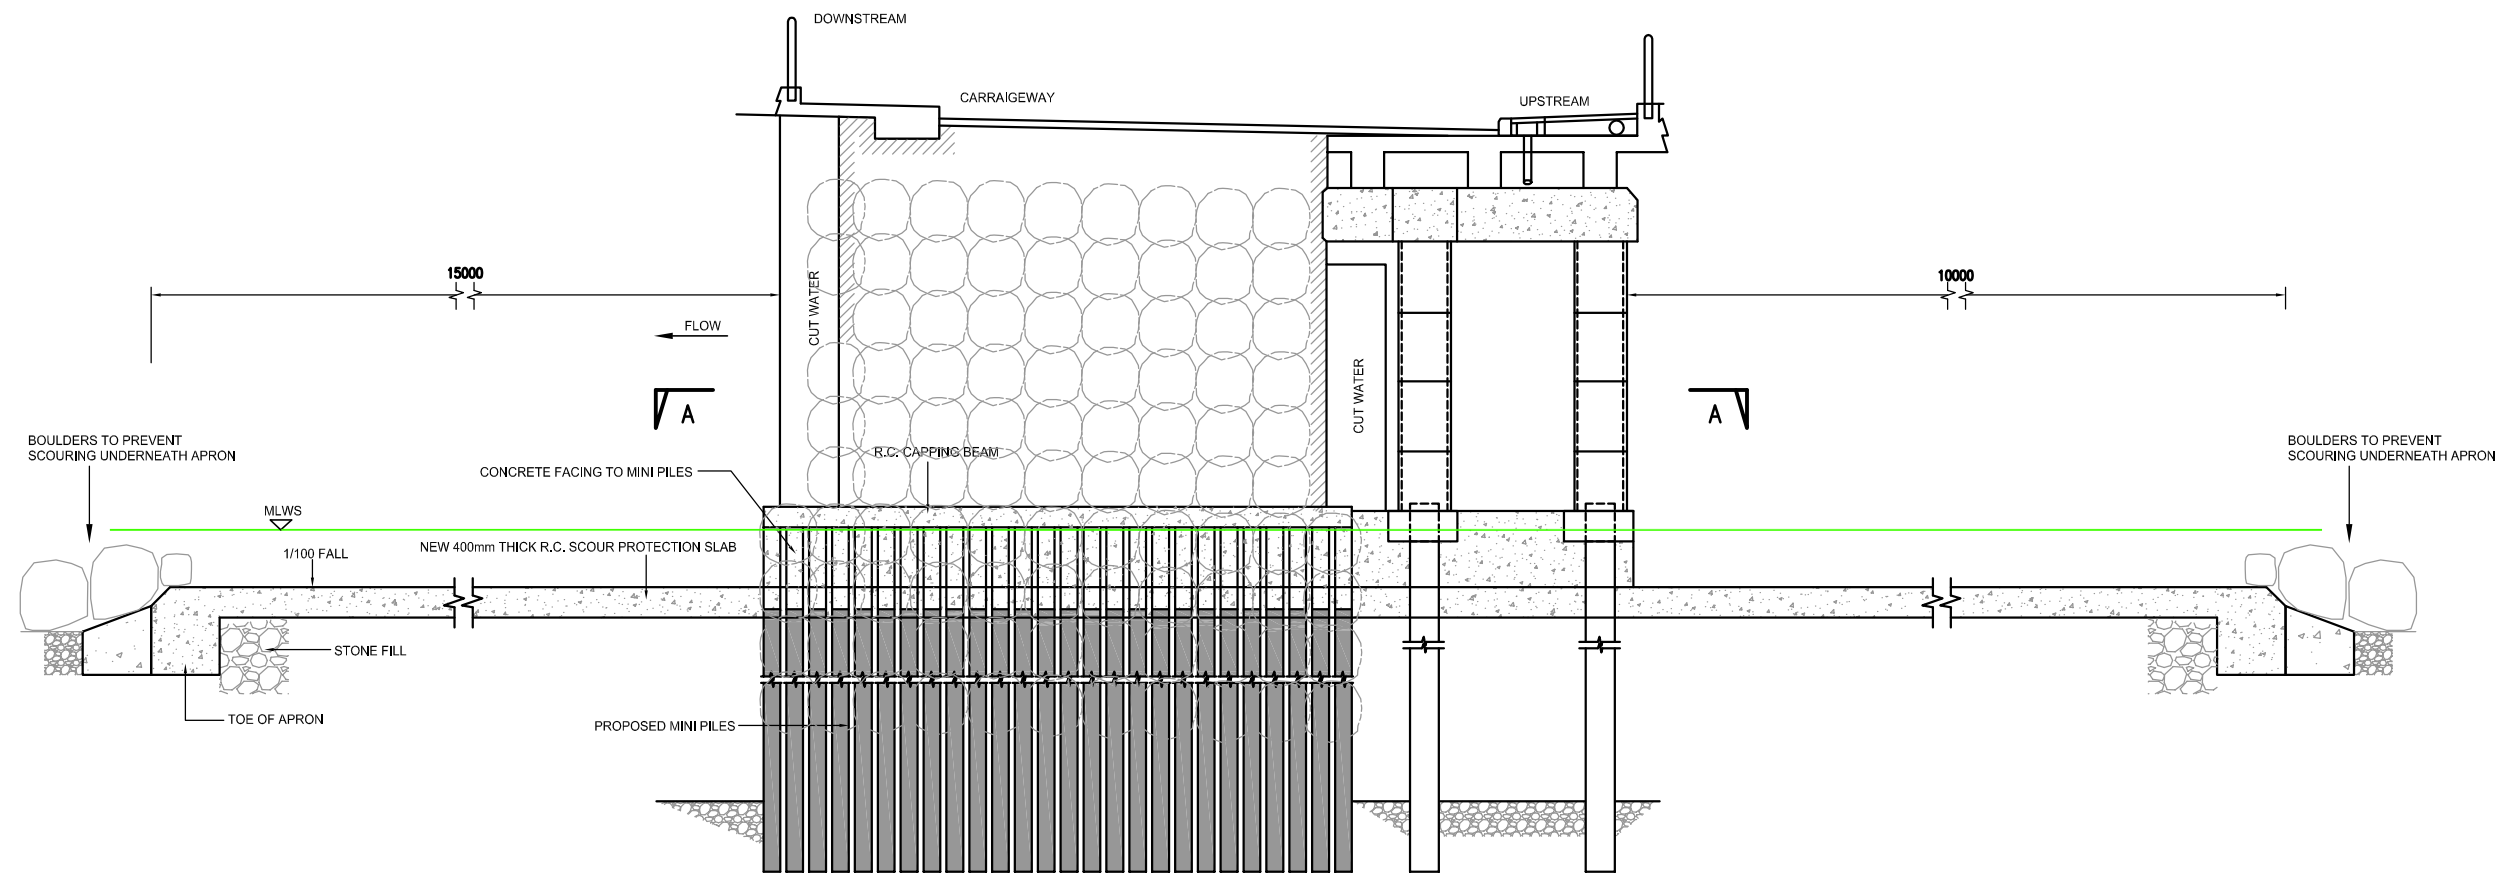 DOWNSTREAM
CARRAIGEWAY
UPSTREAM
15000
10000
CUT WATER
FLOW
CUT WATER
A
A
BOULDERS TO PREVENT
SCOURING UNDERNEATH APRON
BOULDERS TO PREVENT
SCOURING UNDERNEATH APRON
R.C. CAPPING BEAM
CONCRETE FACING TO MINI PILES
MLWS
1/100 FALL
NEW 400mm THICK R.C. SCOUR PROTECTION SLAB
STONE FILL
TOE OF APRON
PROPOSED MINI PILES